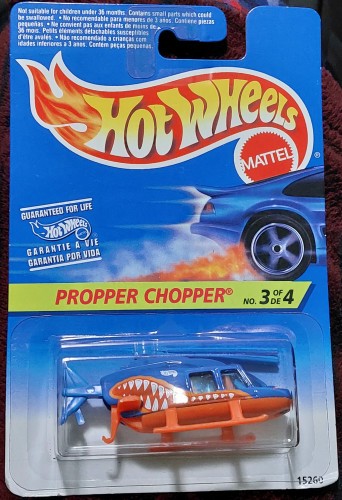 Not suitable for children under 36 months. Contains small parts which could
be swallowed. • No recomendable para menores de 3 años. Contiene piezas
pequeñas. • Ne convient pas aux enfants de moins de
36 mois. Petits éléments détachables susceptibles
d'être avalés. • Não recomendado a crianças com
idades inferiores a 3 anos. Contém peças pequenas.
HOT WHEELS
MATTEL
®
GUARANTEED FOR LIFE
HOT WHEELS
GARANTIE A VIE
GARANTIA POR VIDA
PROPPER CHOPPER® NO. 3 OF DE 4
15260